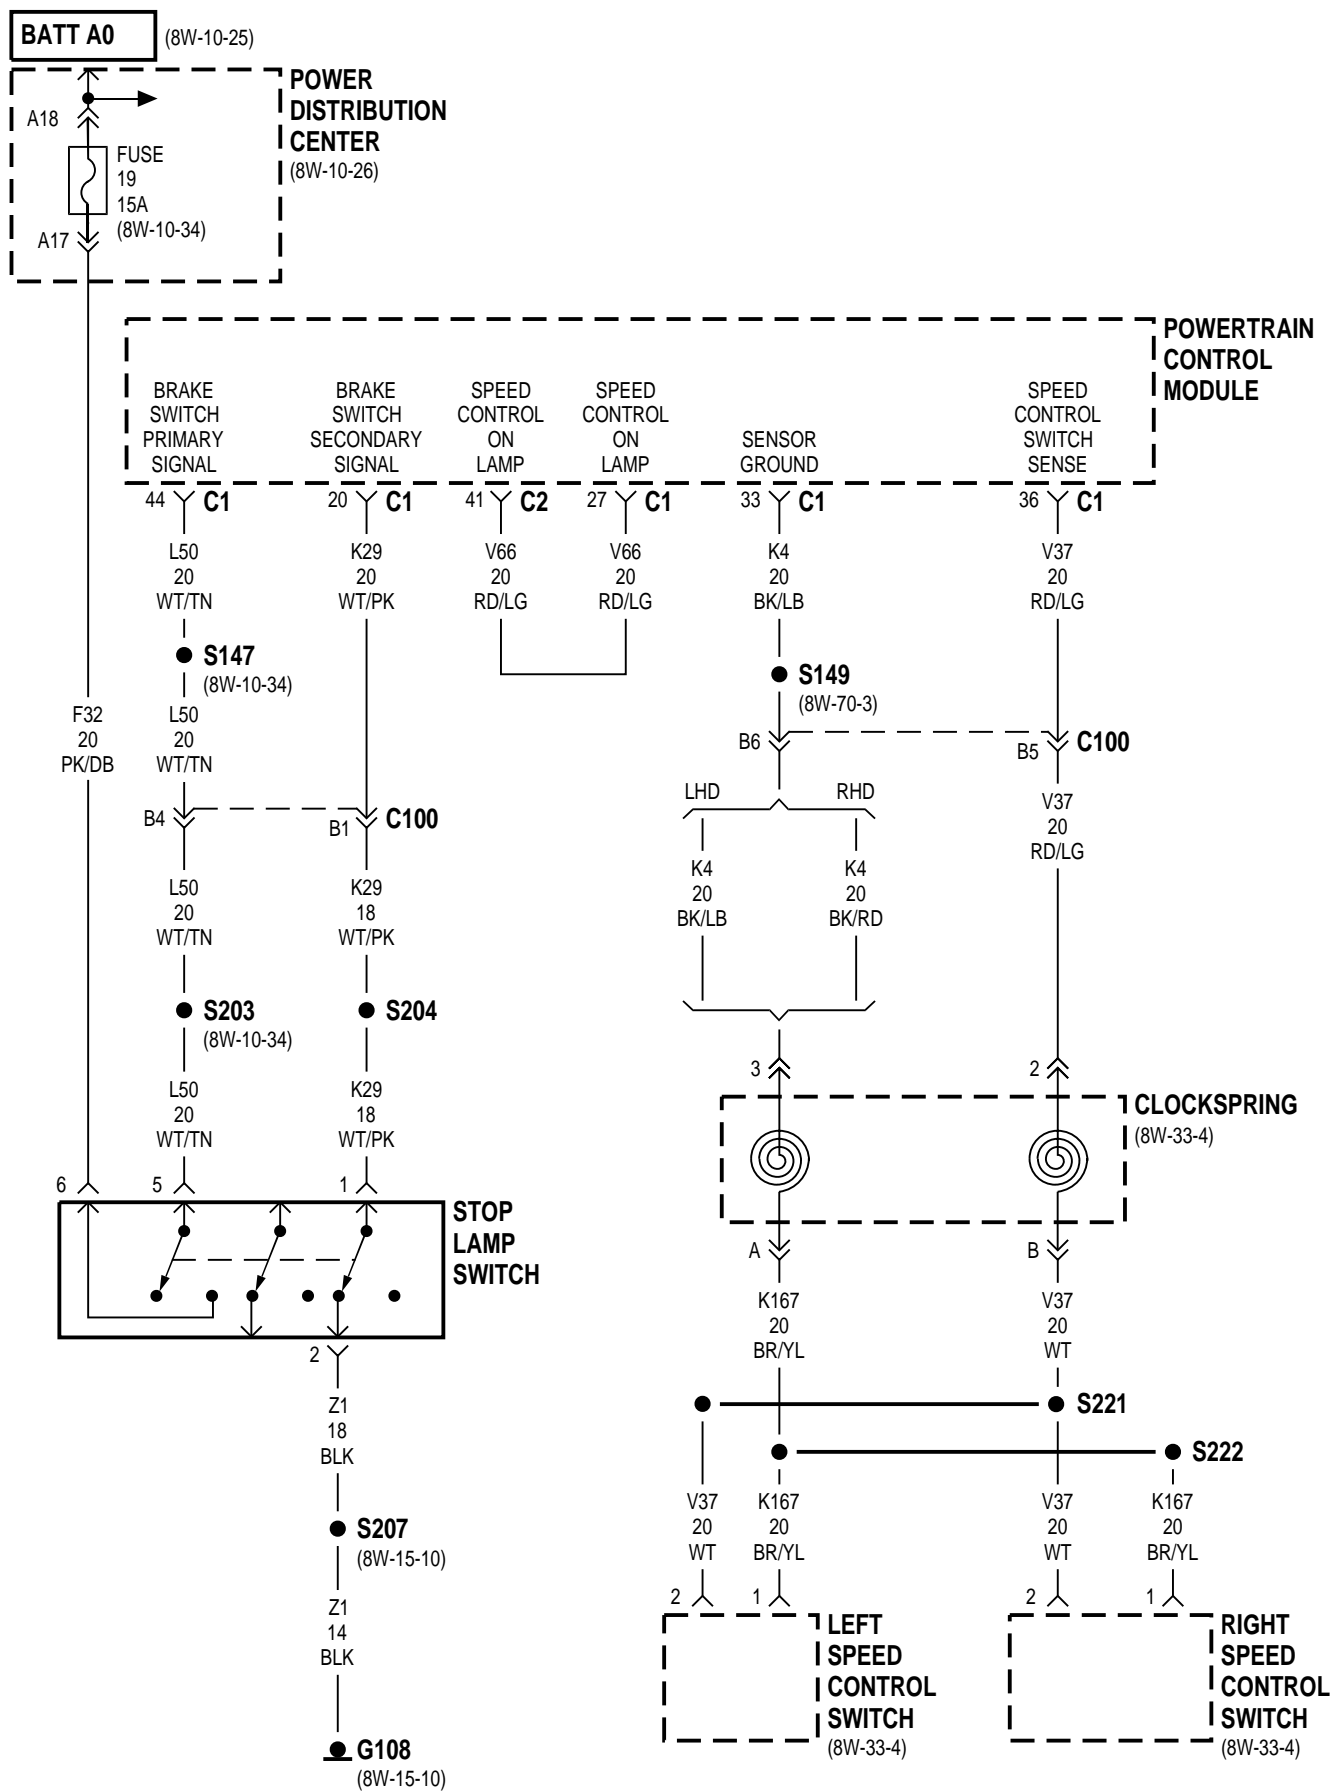 BATT A0
(8W-10-25)
POWER
DISTRIBUTION
CENTER
(8W-10-26)
A18
FUSE
19
15A
(8W-10-34)
A17
POWERTRAIN
CONTROL
MODULE
BRAKE
SWITCH
PRIMARY
SIGNAL
BRAKE
SWITCH
SECONDARY
SIGNAL
SPEED
CONTROL
ON
LAMP
SPEED
CONTROL
ON
LAMP
SENSOR
GROUND
SPEED
CONTROL
SWITCH
SENSE
44 C1
20 C1
41 C2
27 C1
33 C1
36 C1
L50
20
WT/TN
K29
20
WT/PK
V66
20
RD/LG
V66
20
RD/LG
K4
20
BK/LB
V37
20
RD/LG
S147
(8W-10-34)
S149
(8W-70-3)
F32
20
PK/DB
L50
20
WT/TN
B6
B5
C100
LHD
RHD
V37
20
RD/LG
B4
B1
C100
K4
20
BK/LB
K4
20
BK/RD
L50
20
WT/TN
K29
18
WT/PK
S203
(8W-10-34)
S204
3
2
L50
20
WT/TN
K29
18
WT/PK
CLOCKSPRING
(8W-33-4)
6
5
1
STOP
LAMP
SWITCH
A
B
K167
20
BR/YL
V37
20
WT
2
Z1
18
BLK
S221
S222
V37
20
WT
K167
20
BR/YL
V37
20
WT
K167
20
BR/YL
S207
(8W-15-10)
2
1
2
1
Z1
14
BLK
LEFT
SPEED
CONTROL
SWITCH
(8W-33-4)
RIGHT
SPEED
CONTROL
SWITCH
(8W-33-4)
G108
(8W-15-10)